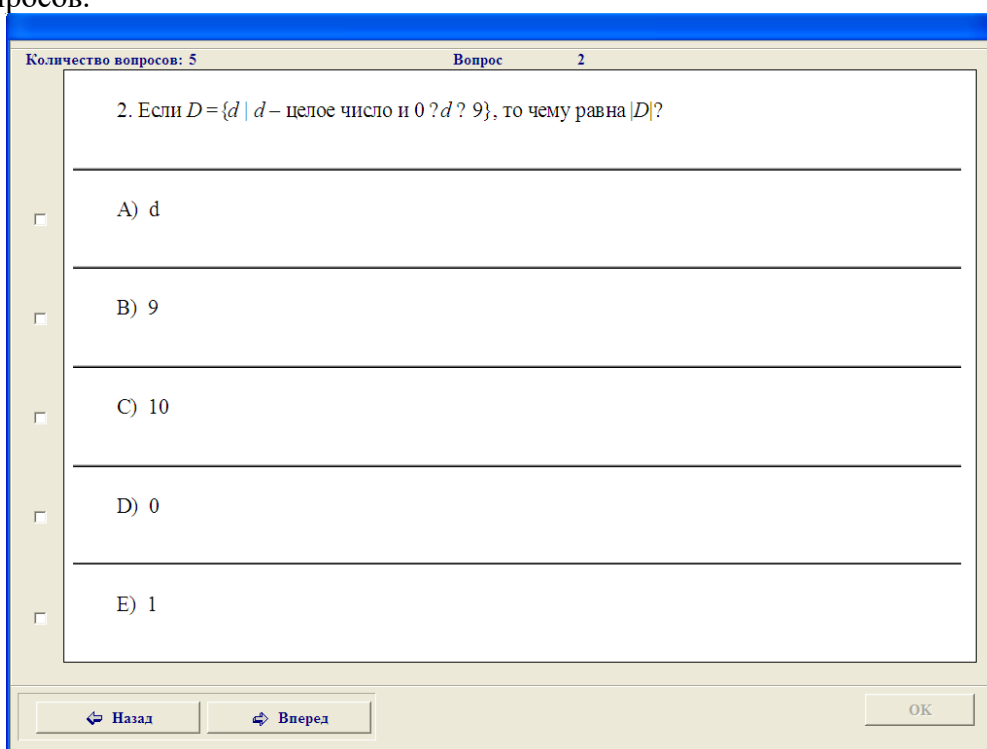 Количество вопросов: 5 Вопрос 2
2. Если D = {d | d – целое число и 0 ? d ? 9}, то чему равна |D|?
A) d
B) 9
C) 10
D) 0
E) 1
Назад Вперед OK